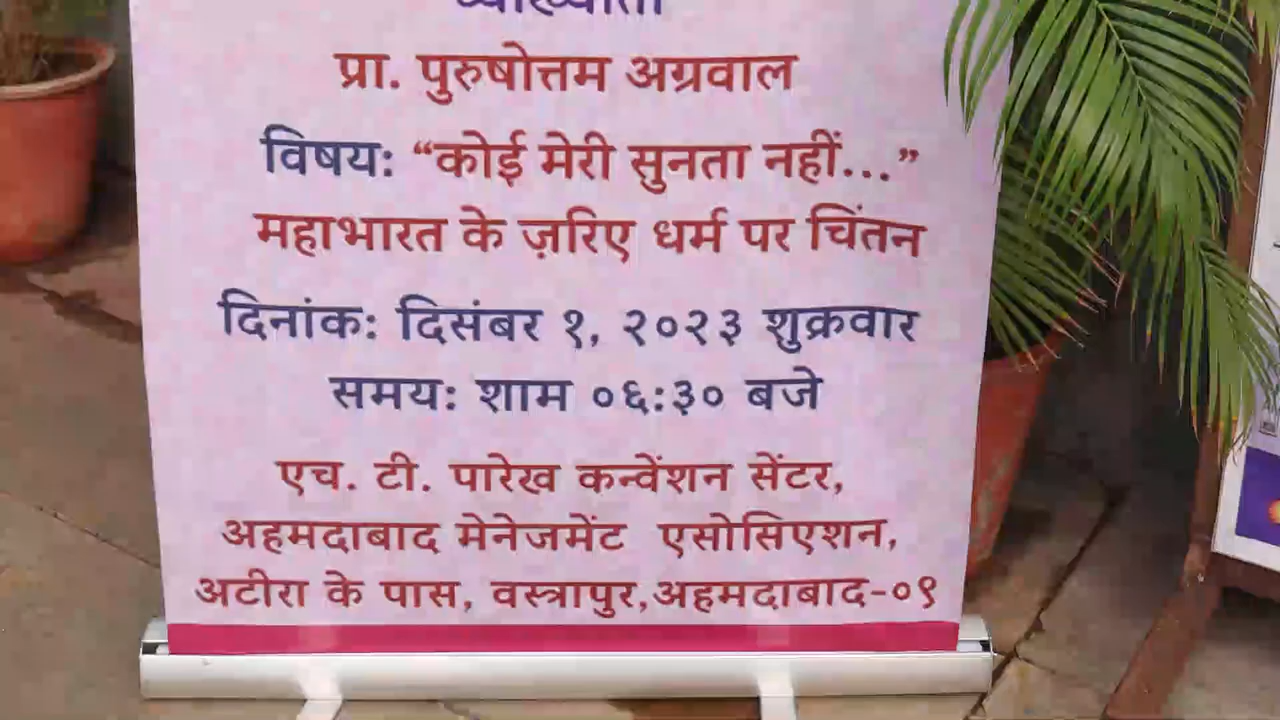 व्याख्याता
प्रा. पुरुषोत्तम अग्रवाल
विषय: “कोई मेरी सुनता नहीं...”
महाभारत के ज़रिए धर्म पर चिंतन
दिनांक: दिसंबर १, २०२३ शुक्रवार
समय: शाम ०६:३० बजे
एच. टी. पारेख कन्वेंशन सेंटर,
अहमदाबाद मेनेजमेंट एसोसिएशन,
अटीरा के पास, वस्त्रापुर,अहमदाबाद-०९